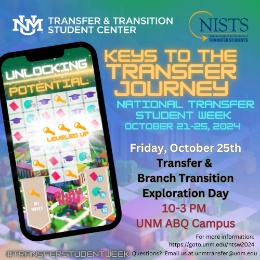 UNM TRANSFER & TRANSITION
STUDENT CENTER
NISTS
KEYS TO THE
TRANSFER
JOURNEY
NATIONAL TRANSFER
STUDENT WEEK
OCTOBER 21-25, 2024
UNLOCKING
POTENTIAL
LEVELED UP
Friday, October 25th
Transfer &
Branch Transition
Exploration Day
10-3 PM
UNM ABQ Campus
For more information:
https://goto.unm.edu/ntsw2024
#TRANSFERSTUDENTWEEK
Questions? Email us at unmtransfer@unm.edu